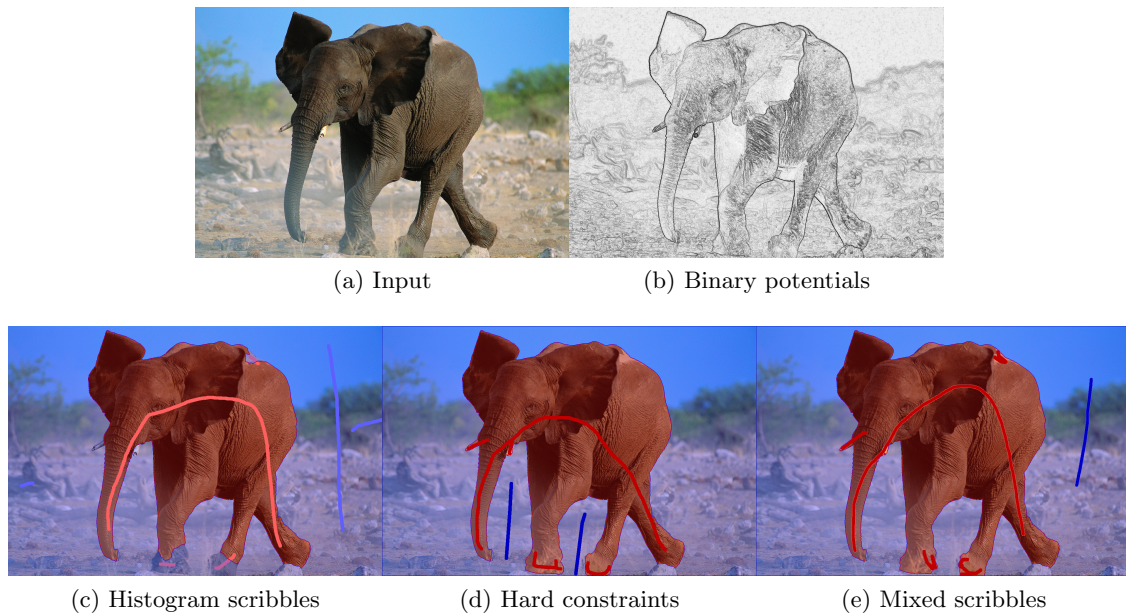 (a) Input
(b) Binary potentials
(c) Histogram scribbles
(d) Hard constraints
(e) Mixed scribbles